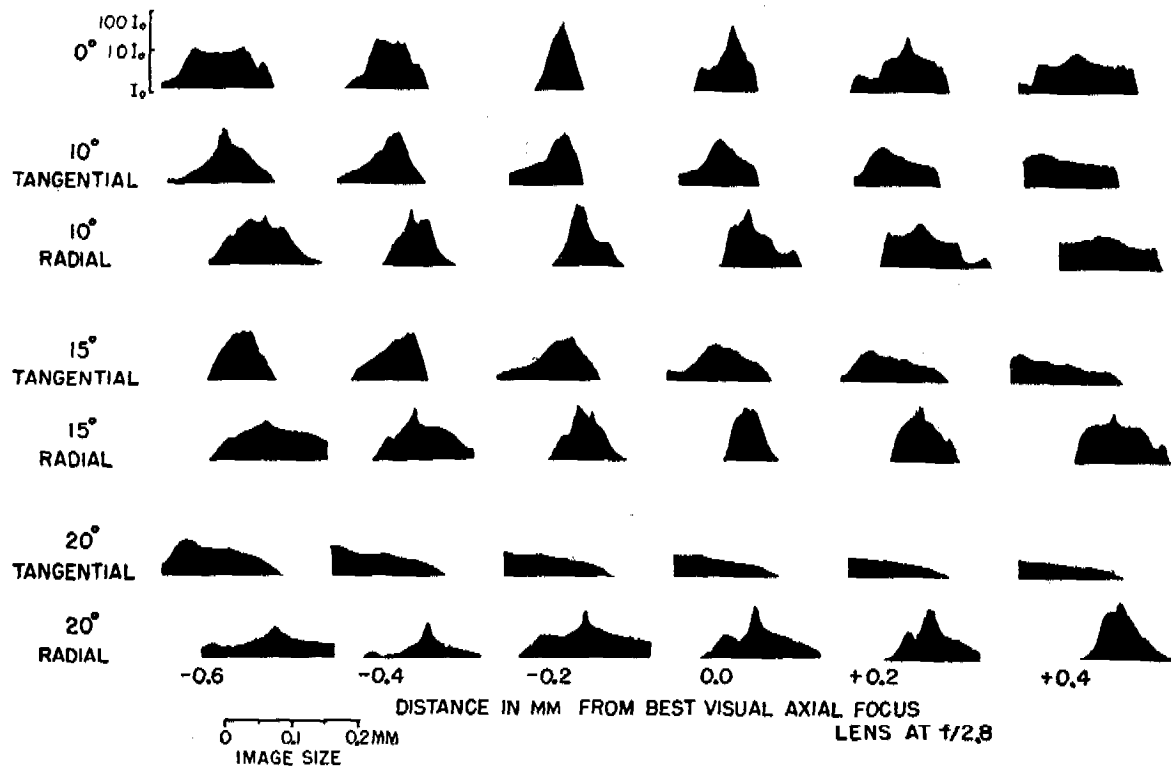 100 I₀
0° 10 I₀
I₀
10°
TANGENTIAL
10°
RADIAL
15°
TANGENTIAL
15°
RADIAL
20°
TANGENTIAL
20°
RADIAL
-0.6 -0.4 -0.2 0.0 +0.2 +0.4
DISTANCE IN MM FROM BEST VISUAL AXIAL FOCUS
LENS AT f/2.8
0 0.1 0.2MM
IMAGE SIZE